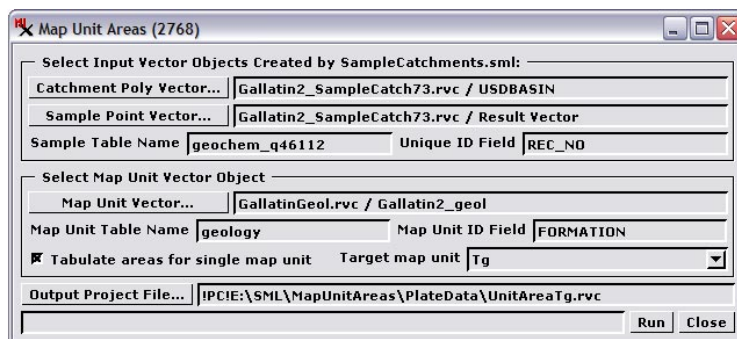 Map Unit Areas (2768)
Select Input Vector Objects Created by SampleCatchments.sml:
Catchment Poly Vector... Gallatin2_SampleCatch73.rvc / USDBASIN
Sample Point Vector... Gallatin2_SampleCatch73.rvc / Result Vector
Sample Table Name geochem_q46112 Unique ID Field REC_NO
Select Map Unit Vector Object
Map Unit Vector... GallatinGeol.rvc / Gallatin2_geol
Map Unit Table Name geology Map Unit ID Field FORMATION
Tabulate areas for single map unit Target map unit Tg
Output Project File... !PC!E:\SML\MapUnitAreas\PlateData\UnitAreaTg.rvc
Run Close